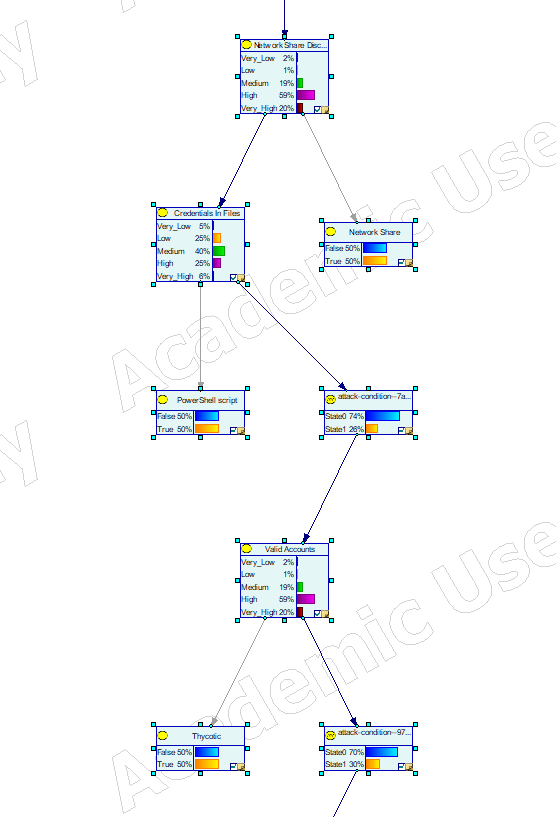 Network Share Disc...
Very_Low 2%
Low 1%
Medium 19%
High 59%
Very_High 20%
Credentials In Files
Very_Low 5%
Low 25%
Medium 40%
High 25%
Very_High 6%
Network Share
False 50%
True 50%
PowerShell script
False 50%
True 50%
attack-condition--7a...
State0 74%
State1 26%
Valid Accounts
Very_Low 2%
Low 1%
Medium 19%
High 59%
Very_High 20%
Thycotic
False 50%
True 50%
attack-condition--97...
State0 70%
State1 30%
Academic Use
Academic Use